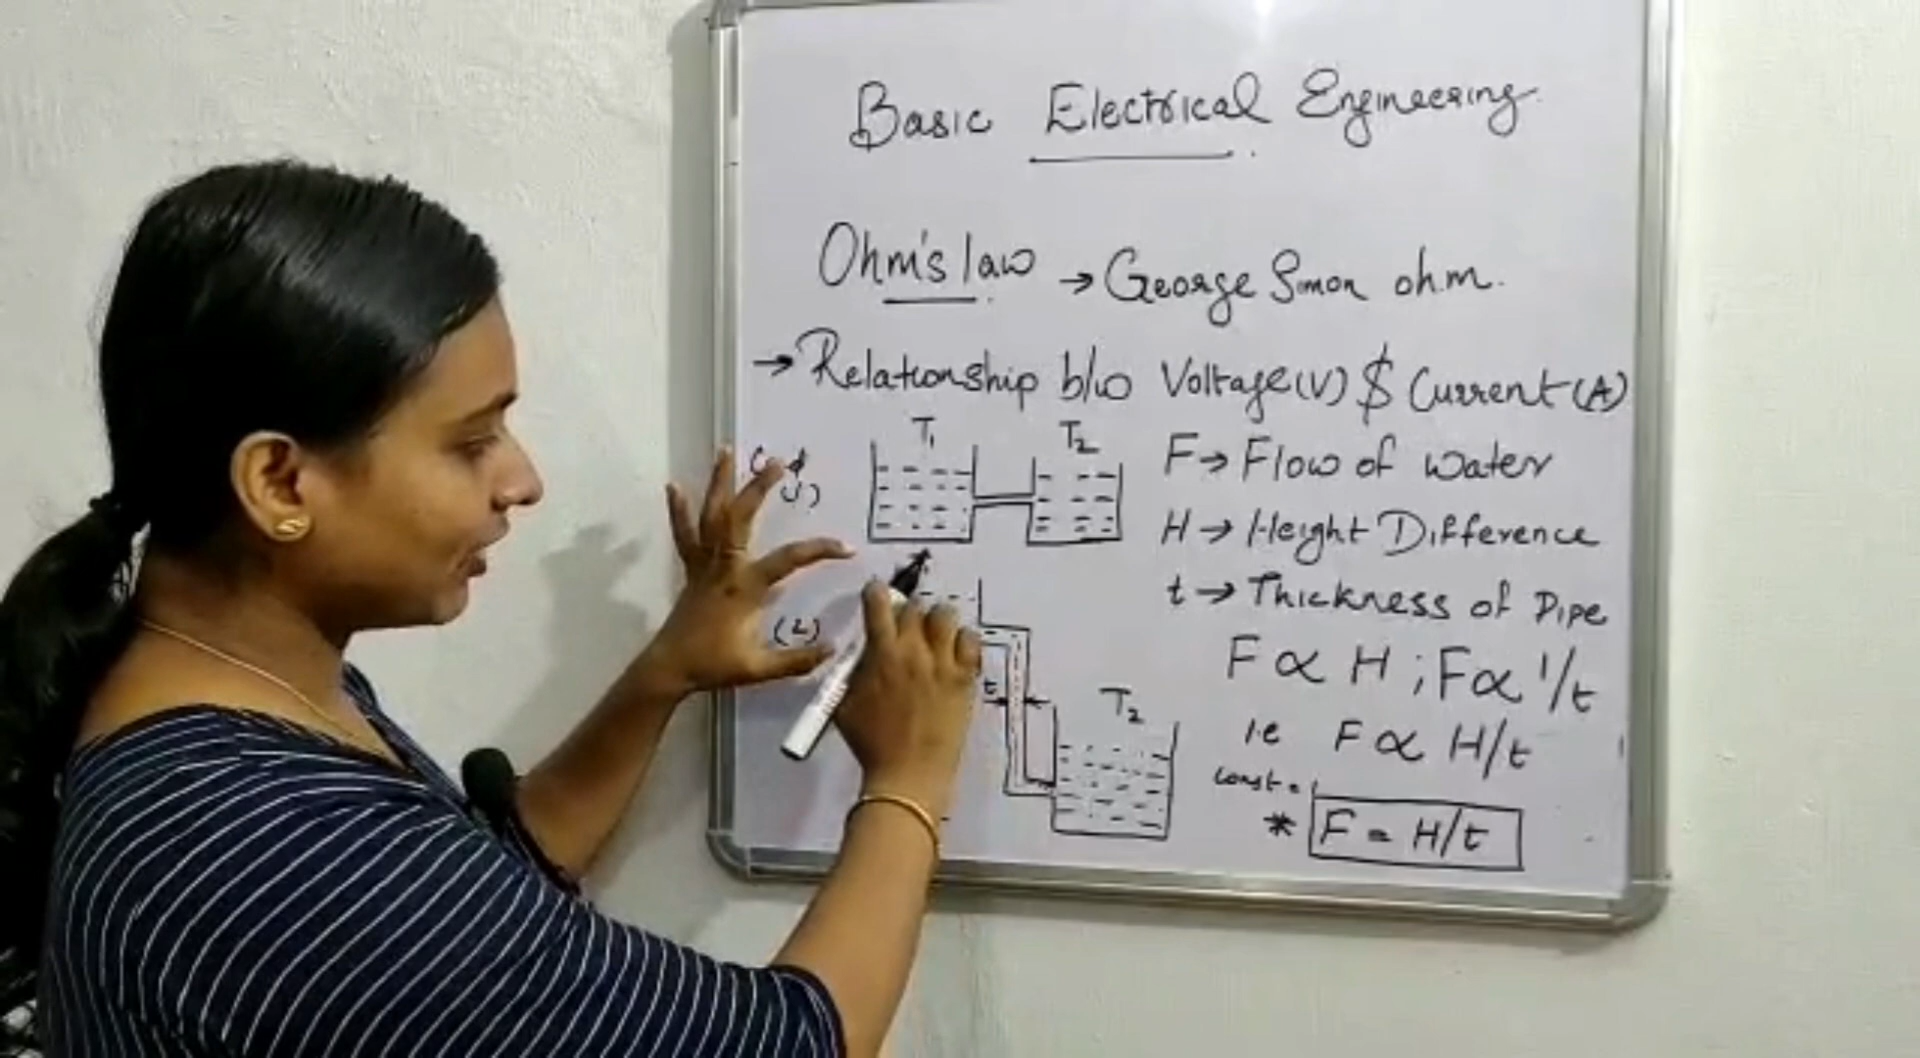 Basic Electrical Engineering.
Ohm's law → George Simon ohm.
→ Relationship b/w Voltage(V) $ Current(A)
T1 T2
F → Flow of water
H → Height Difference
t → Thickness of Pipe
(2)
t
T2
F ∝ H ; F ∝ 1/t
i.e F ∝ H/t
const =
* F = H/t